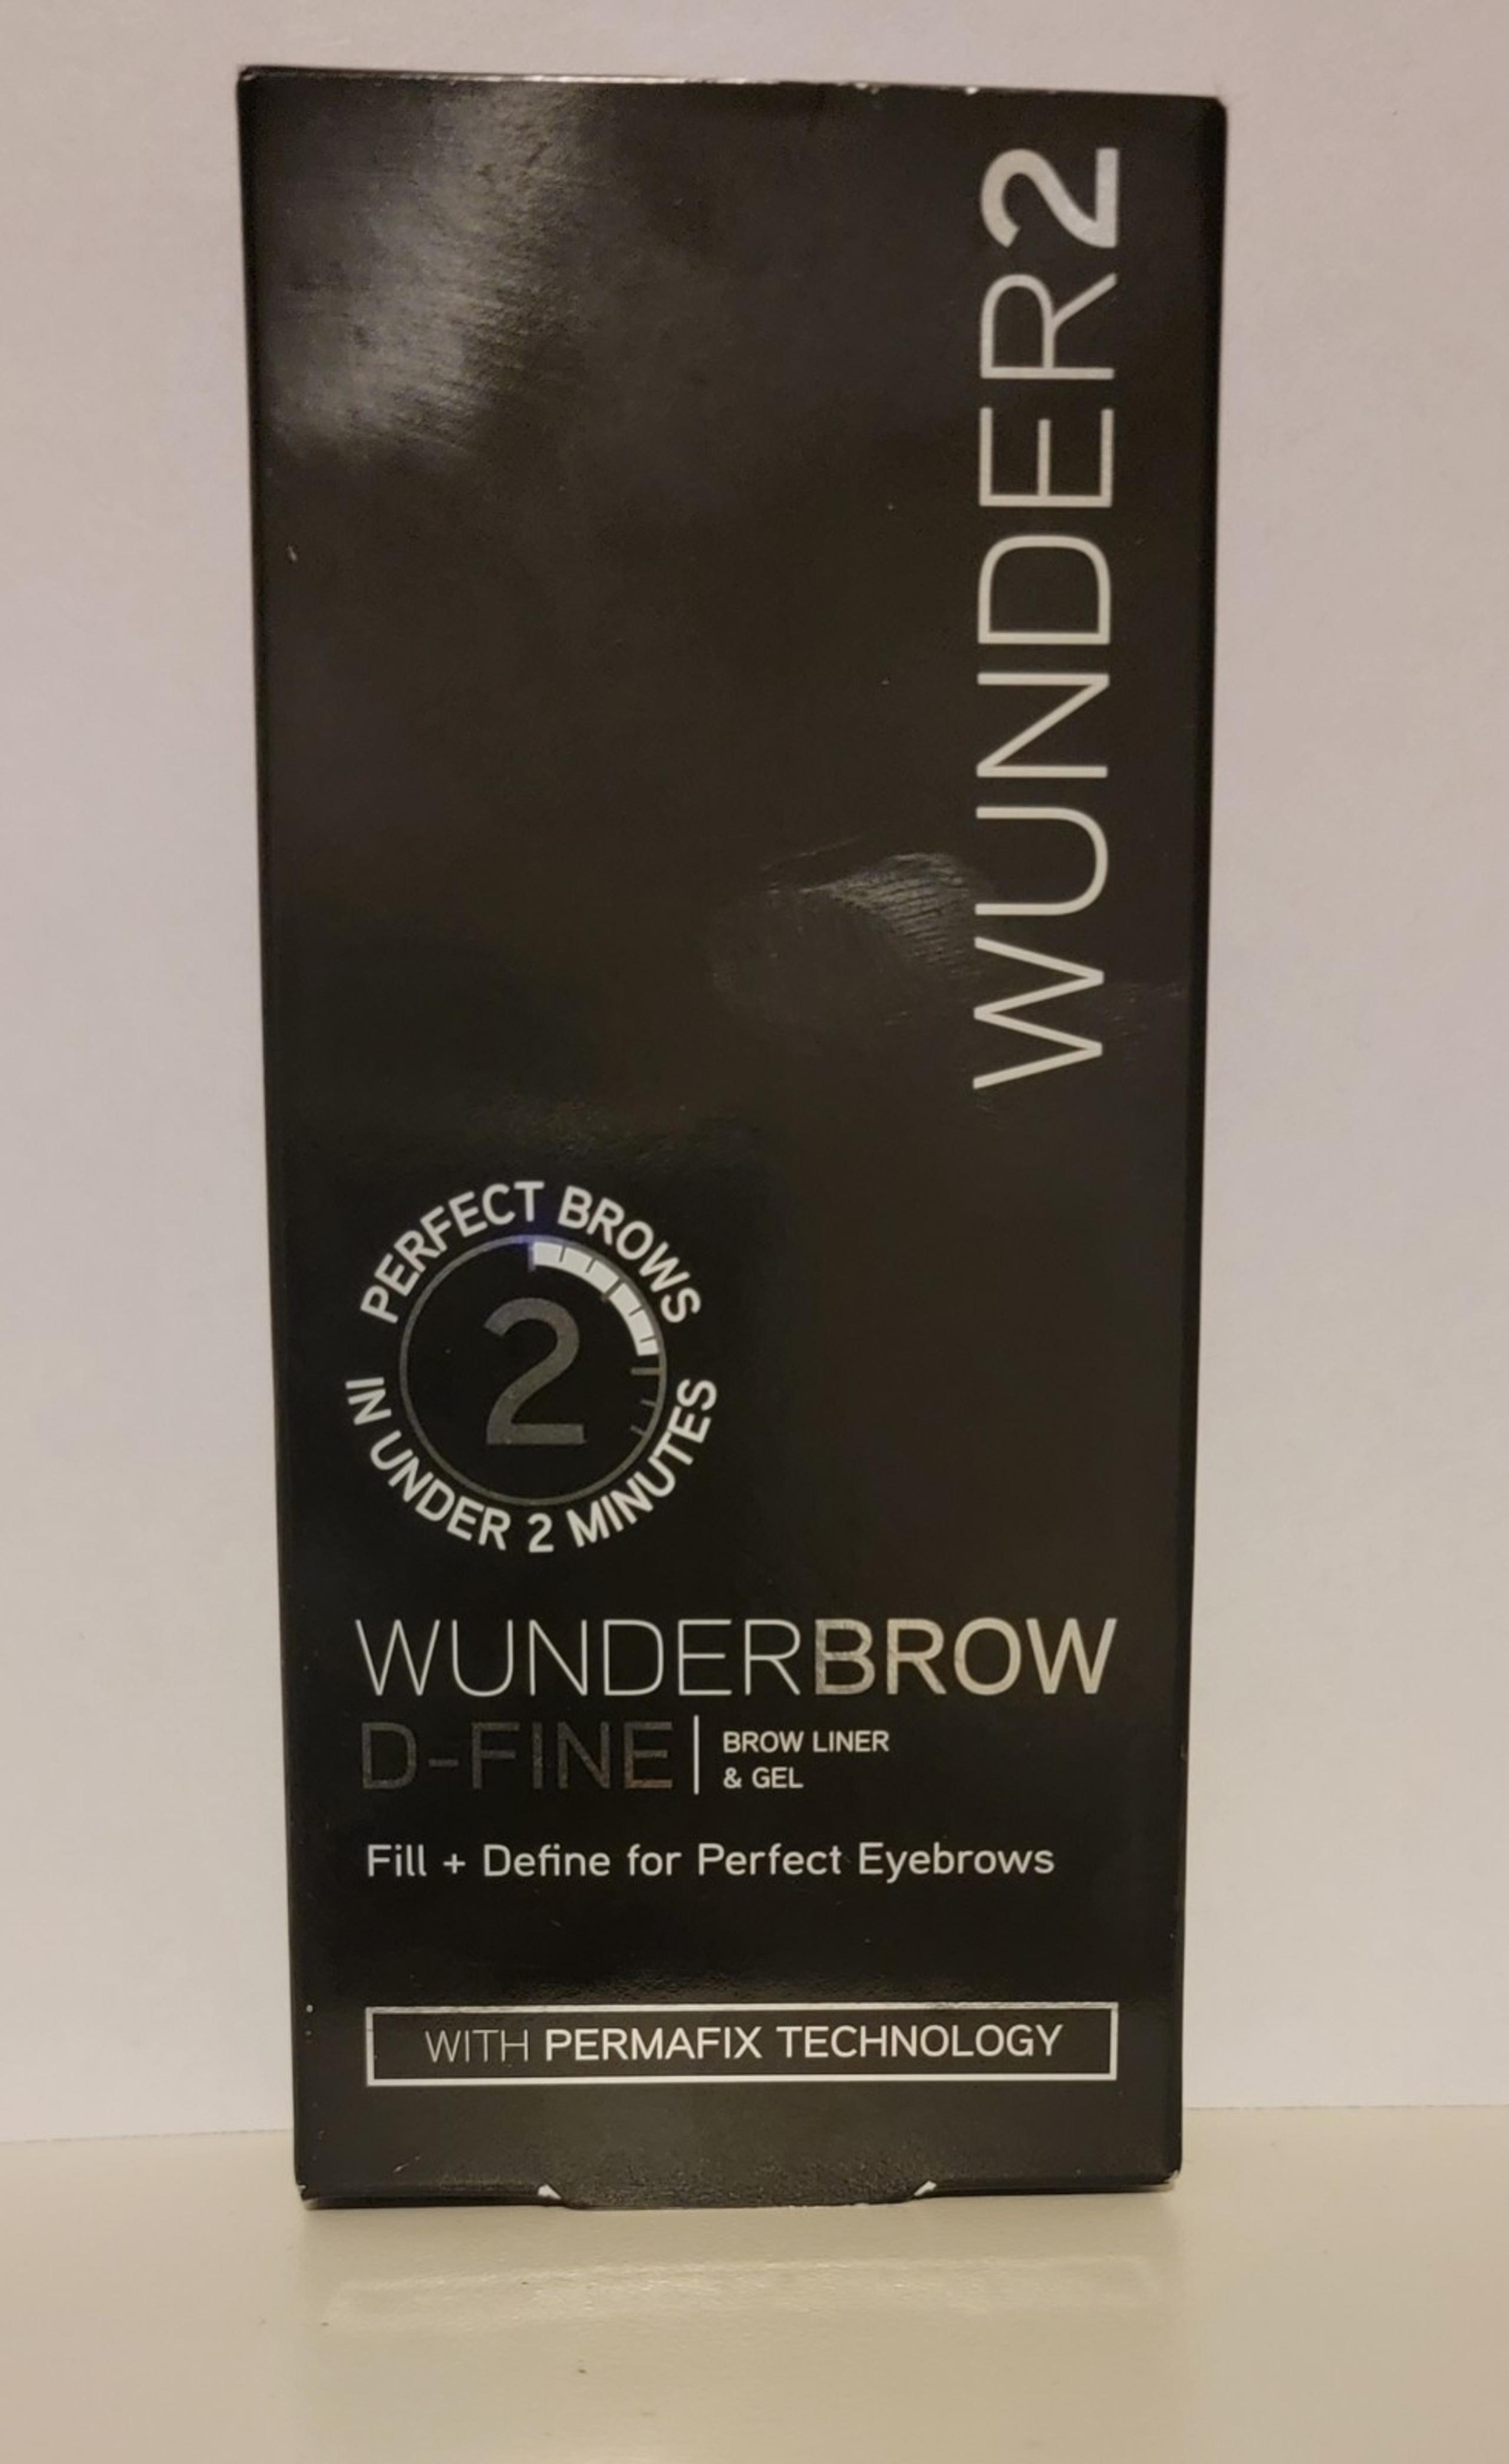 WUNDER2
PERFECT BROWS
2
IN UNDER 2 MINUTES
WUNDERBROW
D-FINE
BROW LINER
& GEL
Fill + Define for Perfect Eyebrows
WITH PERMAFIX TECHNOLOGY